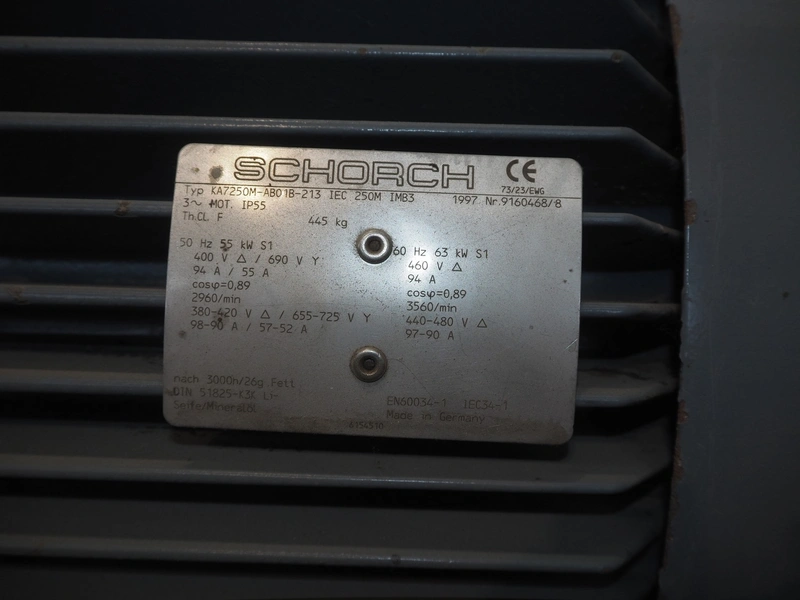 SCHORCH CE
73/23/EWG
Typ KA7250M-AB01B-213 IEC 250M IMB3 1997 Nr.9160468/8
3~ MOT. IP55
Th.CL F 445 kg
50 Hz 55 kW S1
400 V △ / 690 V Y
94 A / 55 A
cosφ=0,89
2960/min
380-420 V △ / 655-725 V Y
98-90 A / 57-52 A
60 Hz 63 kW S1
460 V △
94 A
cosφ=0,89
3560/min
440-480 V △
97-90 A
nach 3000h/26g Fett
DIN 51825-K3K Li-
Seife/Mineralöl
EN60034-1 IEC34-1
Made in Germany